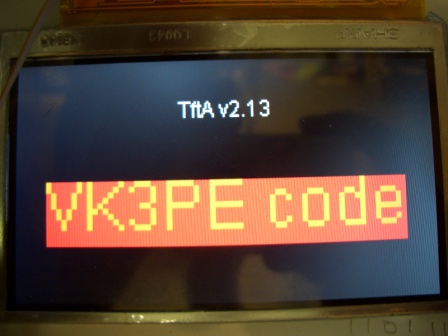 TftA v2.13
VK3PE code